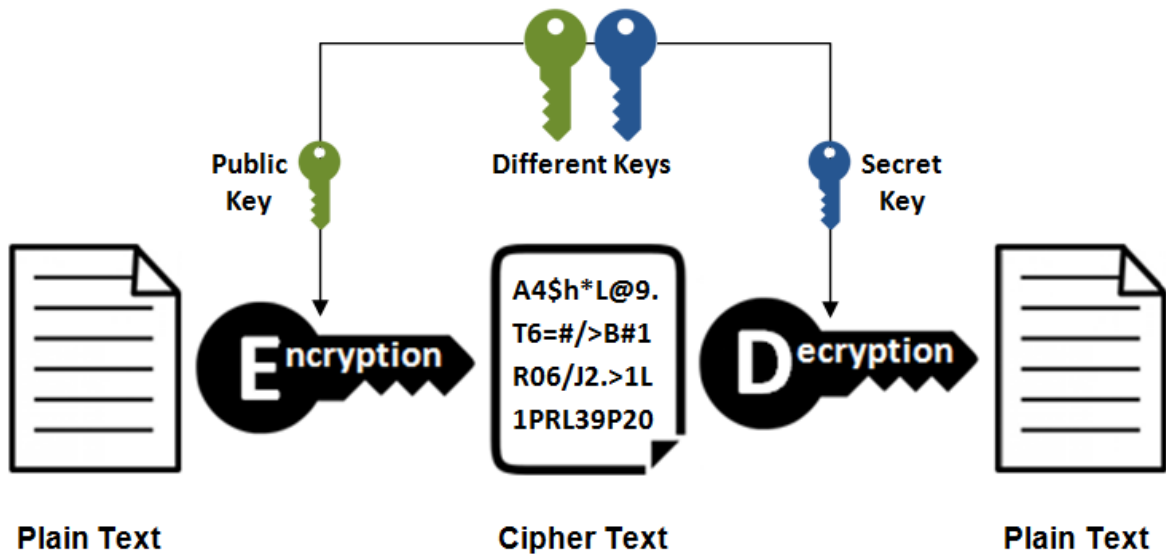 Different Keys
Public
Key
Secret
Key
Encryption
A4$h*L@9.
T6=#/>B#1
R06/J2.>1L
1PRL39P20
Decryption
Plain Text
Cipher Text
Plain Text